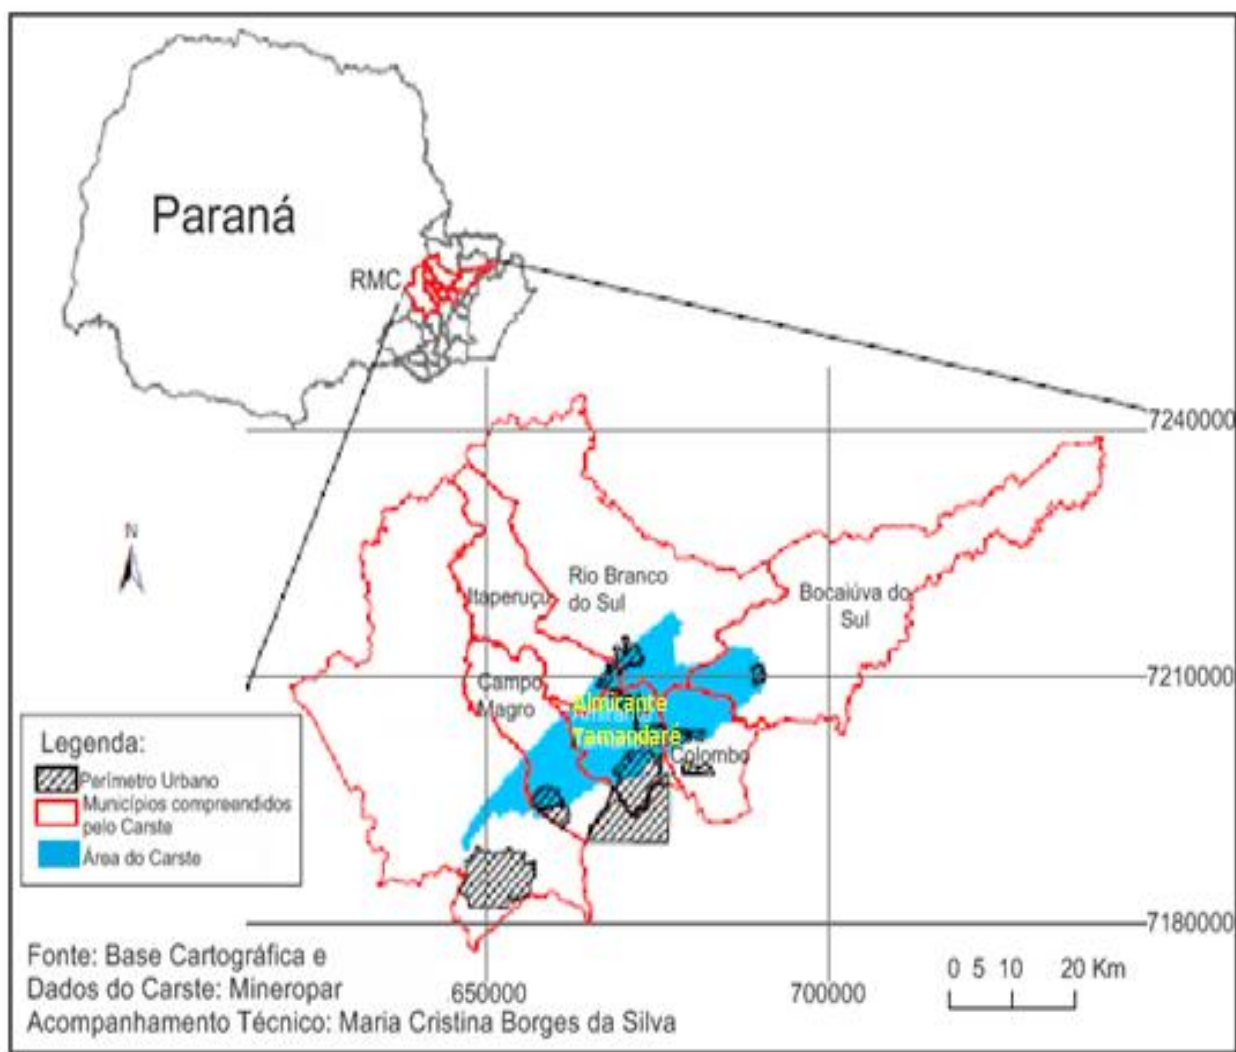 Paraná
RMC
7240000
N
Rio Branco
do Sul
Itaperuçu
Bocaiúva do
Sul
7210000
Campo
Magro
Almirante
Tamandaré
Colombo
Legenda:
Perímetro Urbano
Municípios compreendidos
pelo Carste
Área do Carste
7180000
Fonte: Base Cartográfica e
Dados do Carste: Mineropar
Acompanhamento Técnico: Maria Cristina Borges da Silva
650000
700000
0 5 10 20 Km